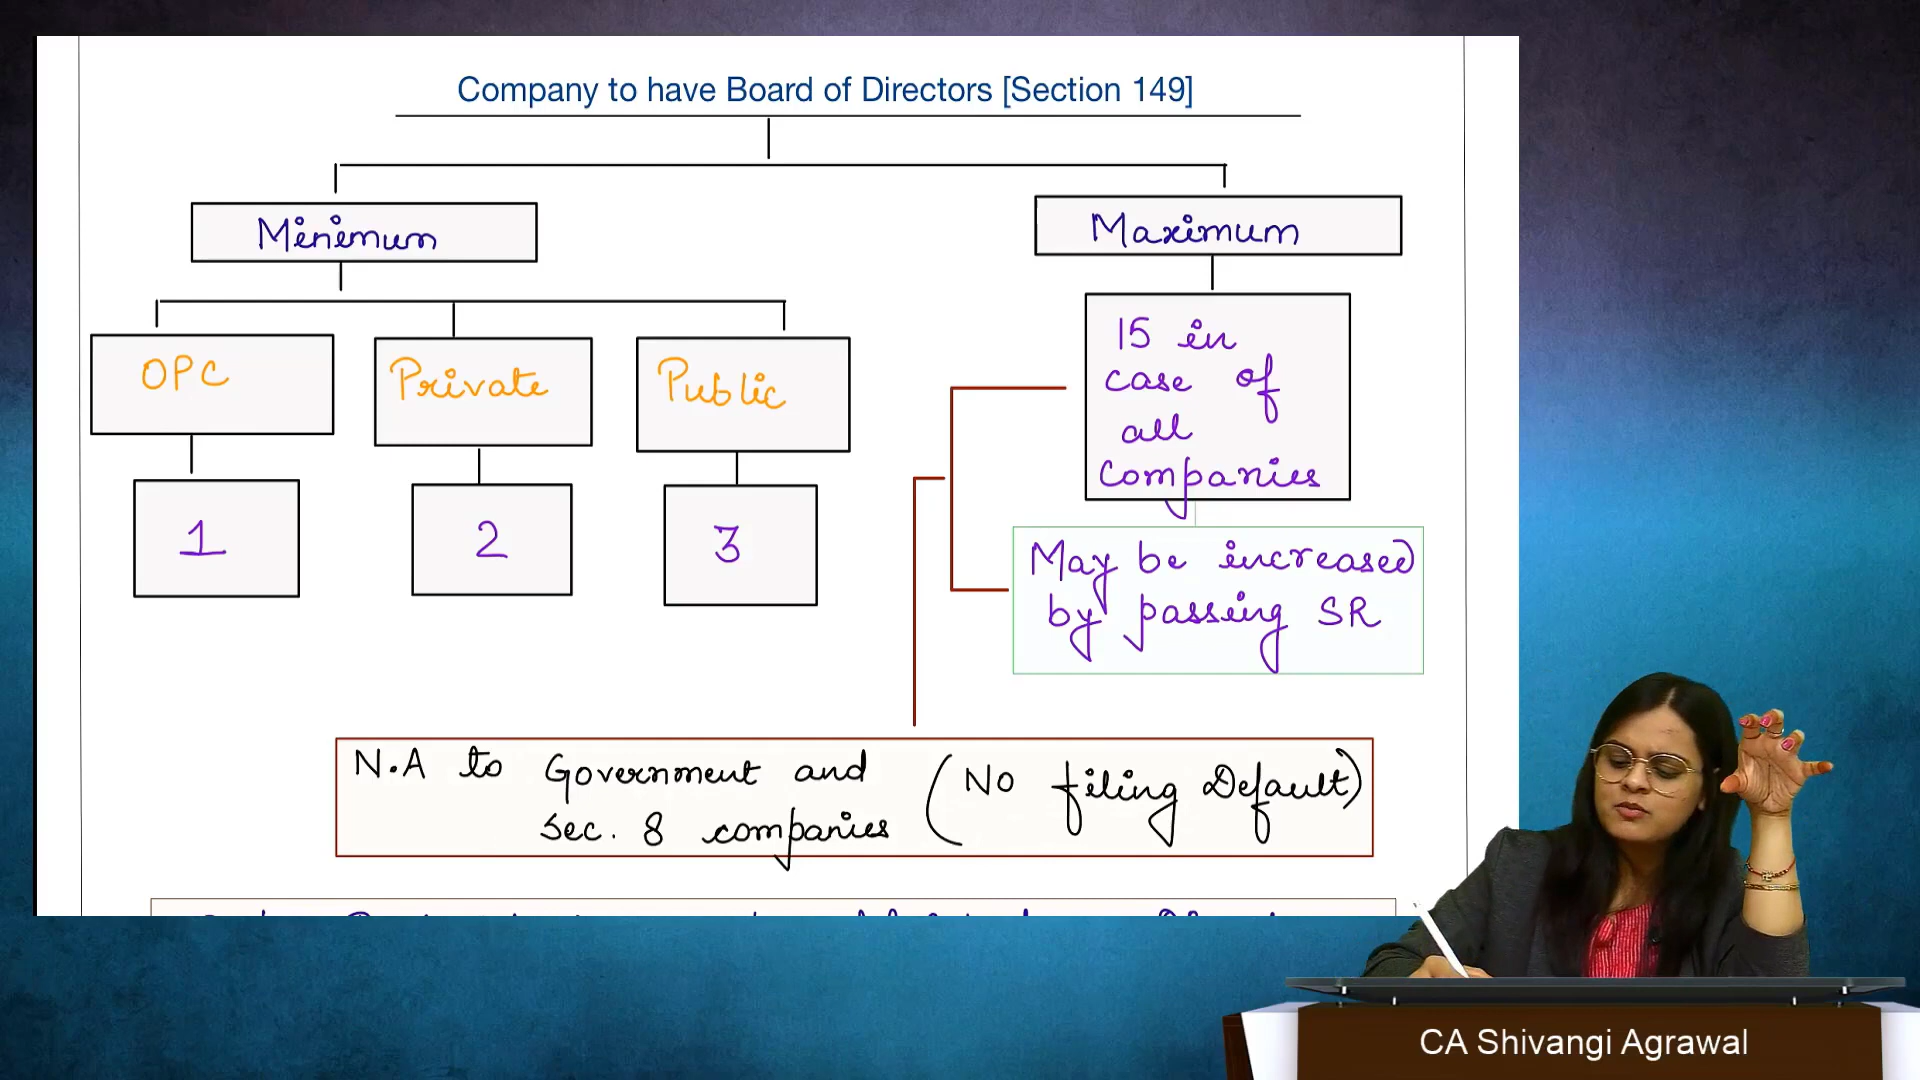 Company to have Board of Directors [Section 149]
Minimum
Maximum
OPC
Private
Public
1
2
3
15 in
case of
all
companies
May be increased
by passing SR
N.A to Government and
sec. 8 companies
(No filing Default)
CA Shivangi Agrawal